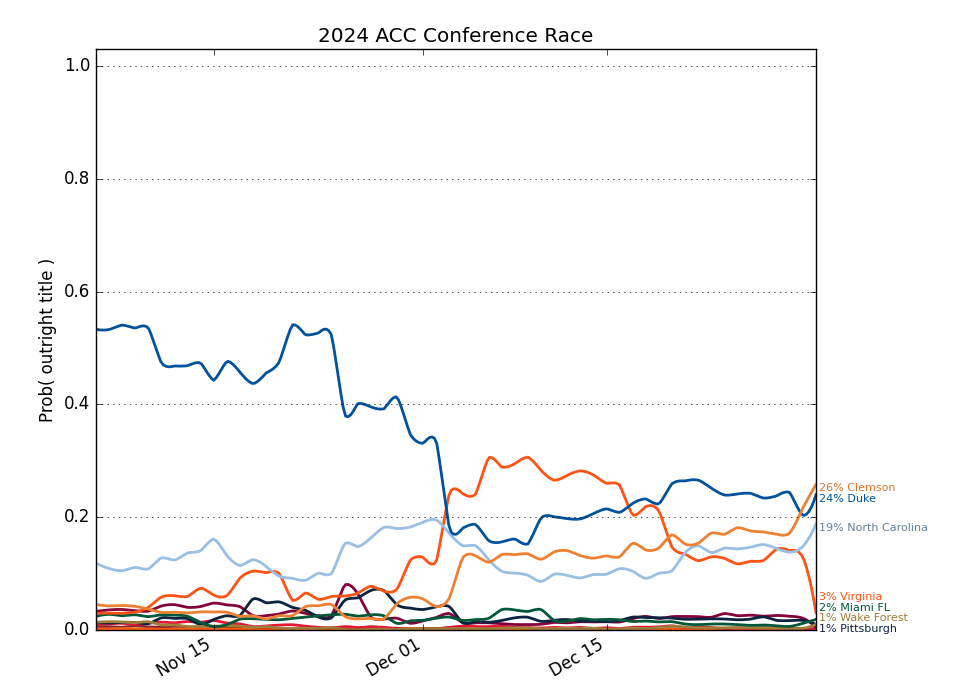 2024 ACC Conference Race
Prob( outright title )
1.0
0.8
0.6
0.4
0.2
0.0
Nov 15
Dec 01
Dec 15
26% Clemson
24% Duke
19% North Carolina
3% Virginia
2% Miami FL
1% Wake Forest
1% Pittsburgh